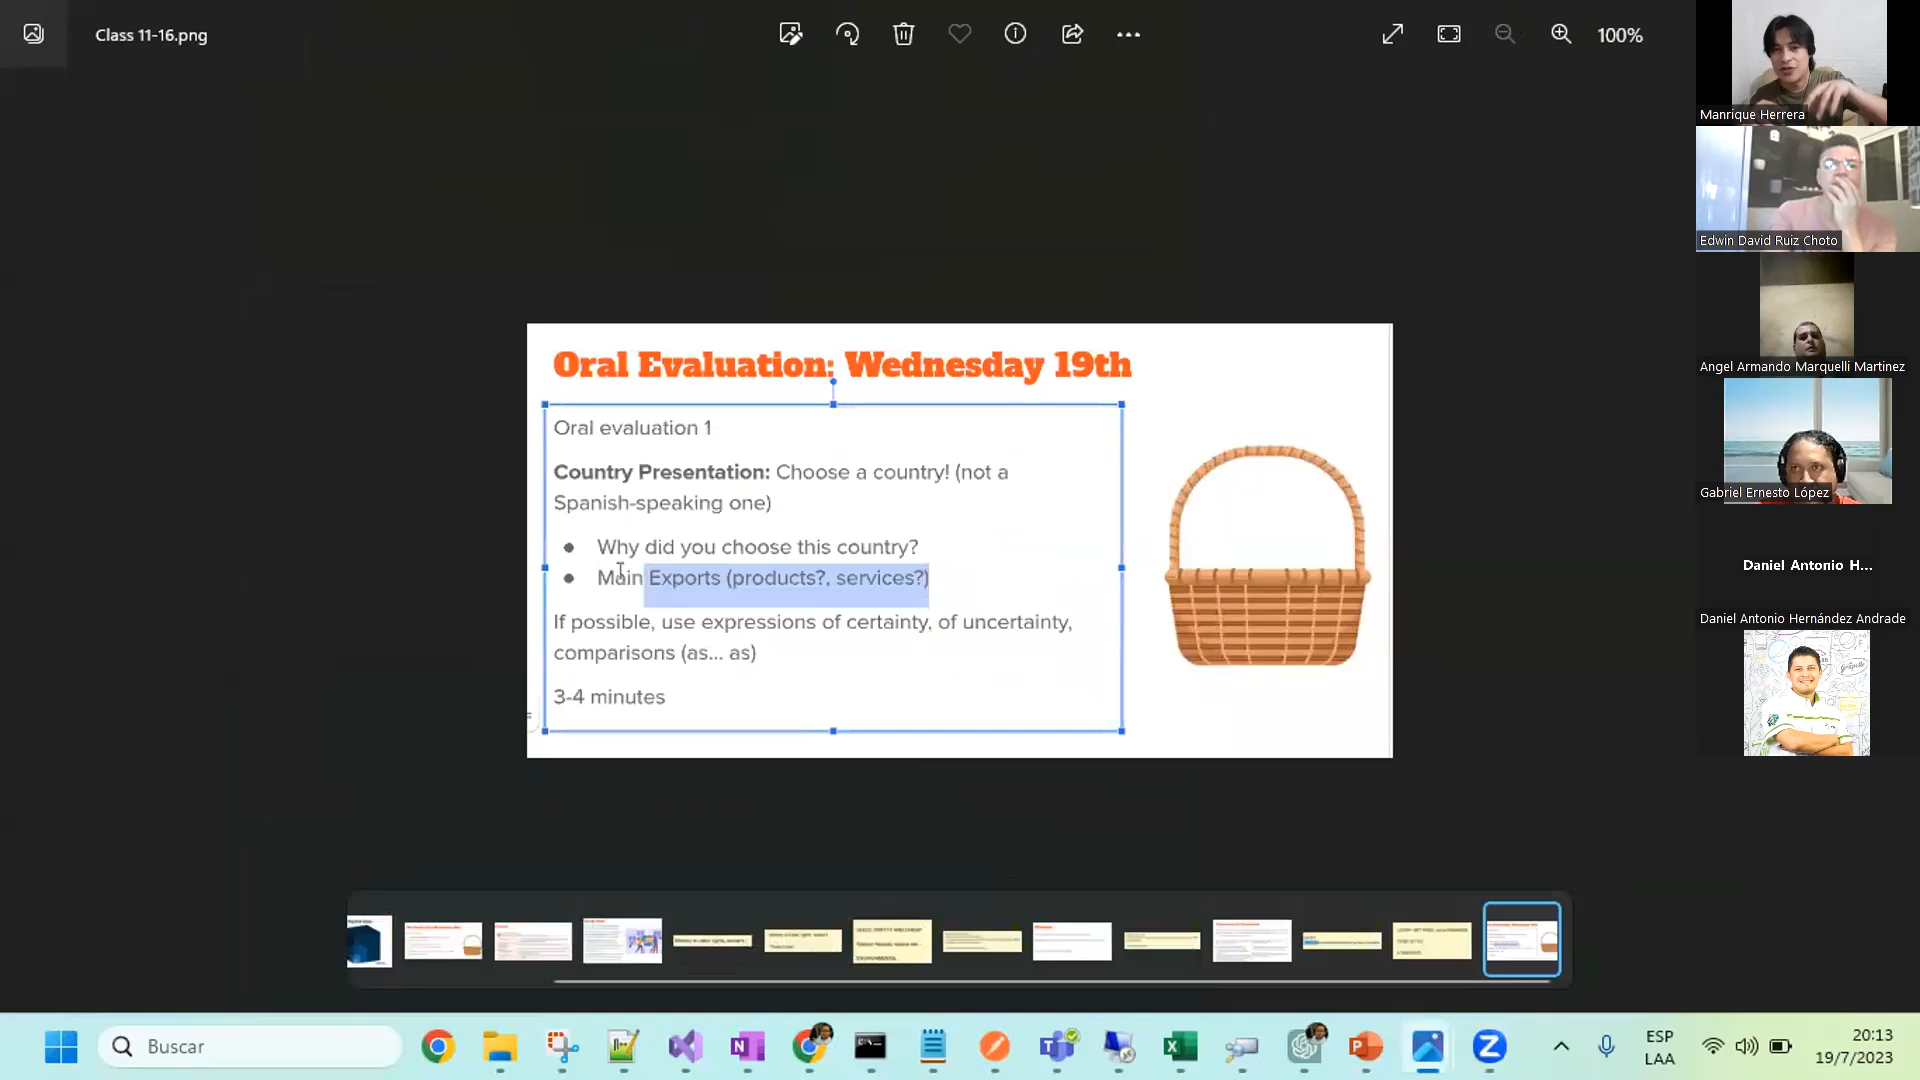 Class 11-16.png
100%
Manrique Herrera
Edwin David Ruiz Choto
Angel Armando Marquelli Martinez
Gabriel Ernesto López
Daniel Antonio H...
Daniel Antonio Hernández Andrade
Oral Evaluation: Wednesday 19th
Oral evaluation 1
Country Presentation: Choose a country! (not a
Spanish-speaking one)
● Why did you choose this country?
● Main Exports (products?, services?)
If possible, use expressions of certainty, of uncertainty,
comparisons (as... as)
3-4 minutes
Buscar
ESP
LAA
20:13
19/7/2023